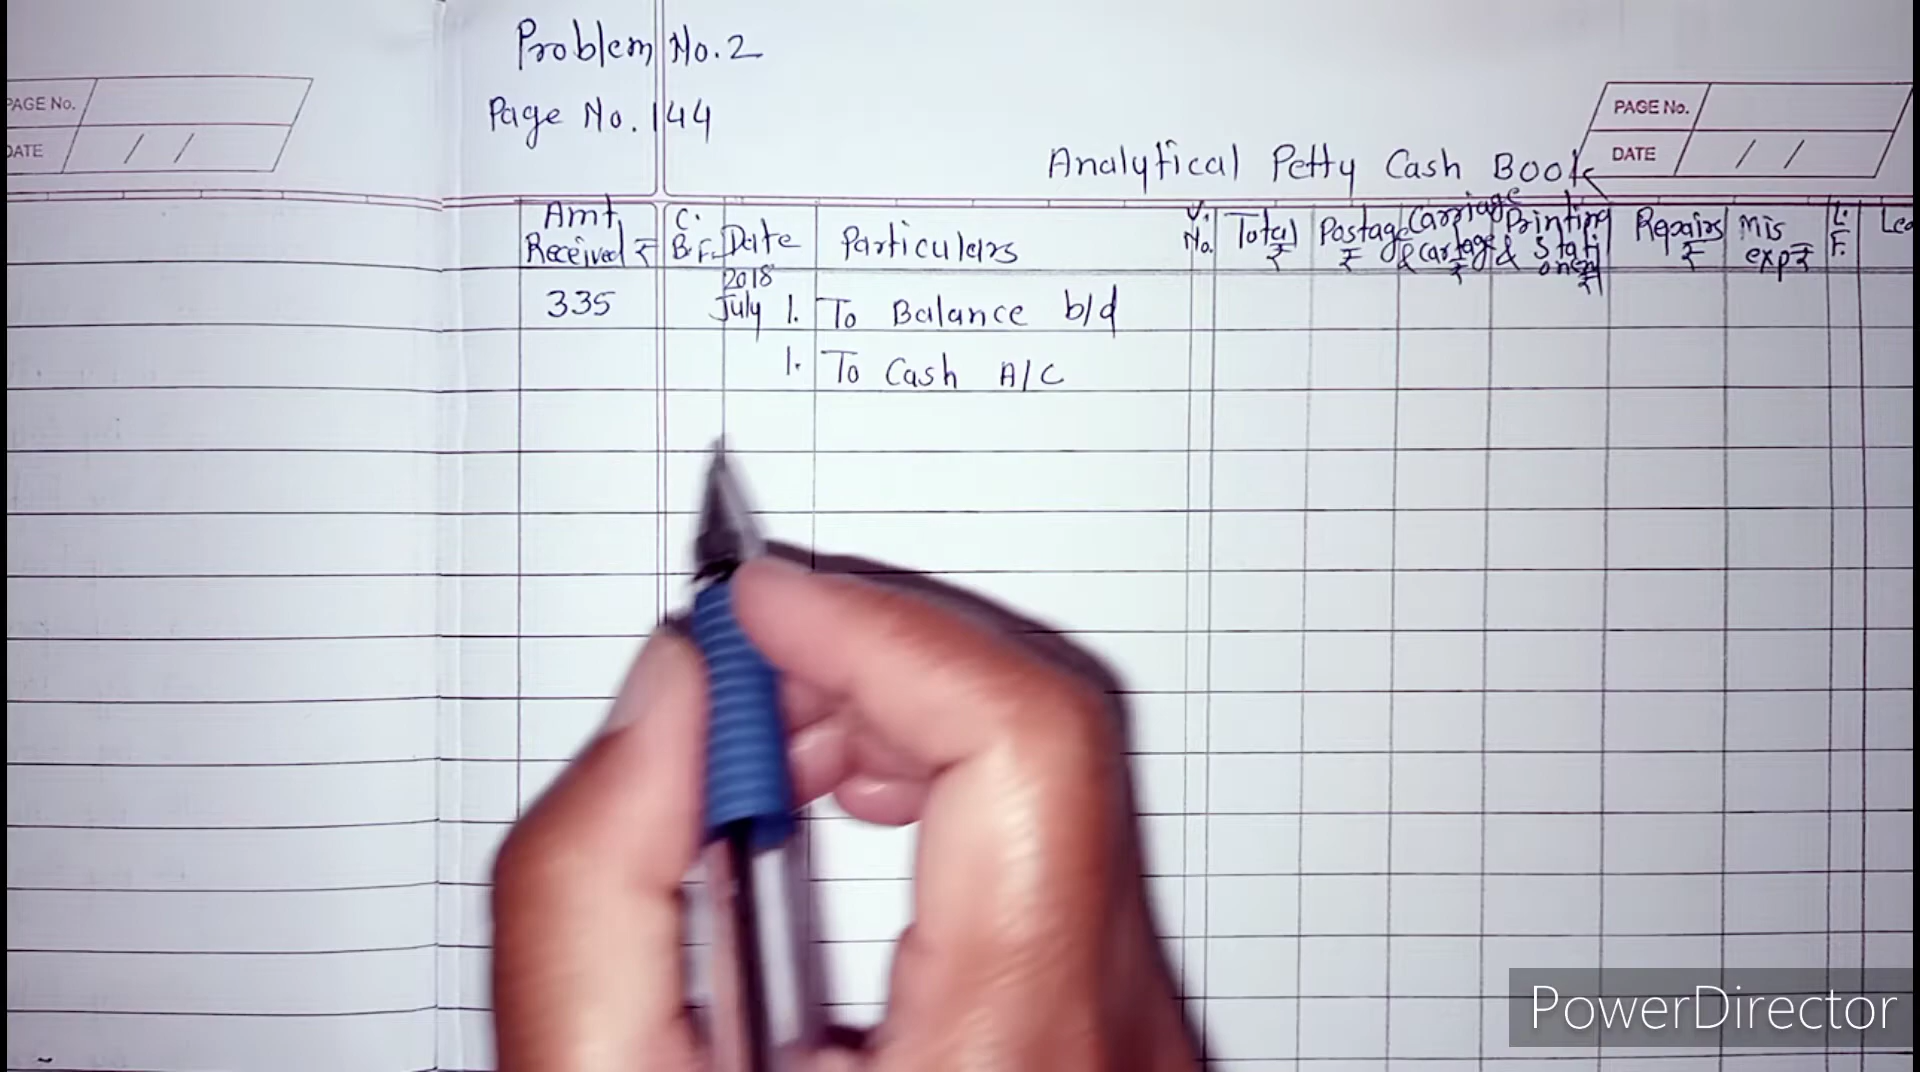 Problem No. 2
PAGE No.
Page No. 144
PAGE No.
DATE / /
Analytical Petty Cash Book
DATE / /
Amt. Received ₹
C. B. F.
Date
Particulars
V. No.
Total ₹
Postage ₹
Carriage & cartage ₹
Printing & Stationery ₹
Repairs ₹
Mis exp ₹
L. F.
Led
2018
335 July 1. To Balance b/d
1. To Cash A/C
PowerDirector